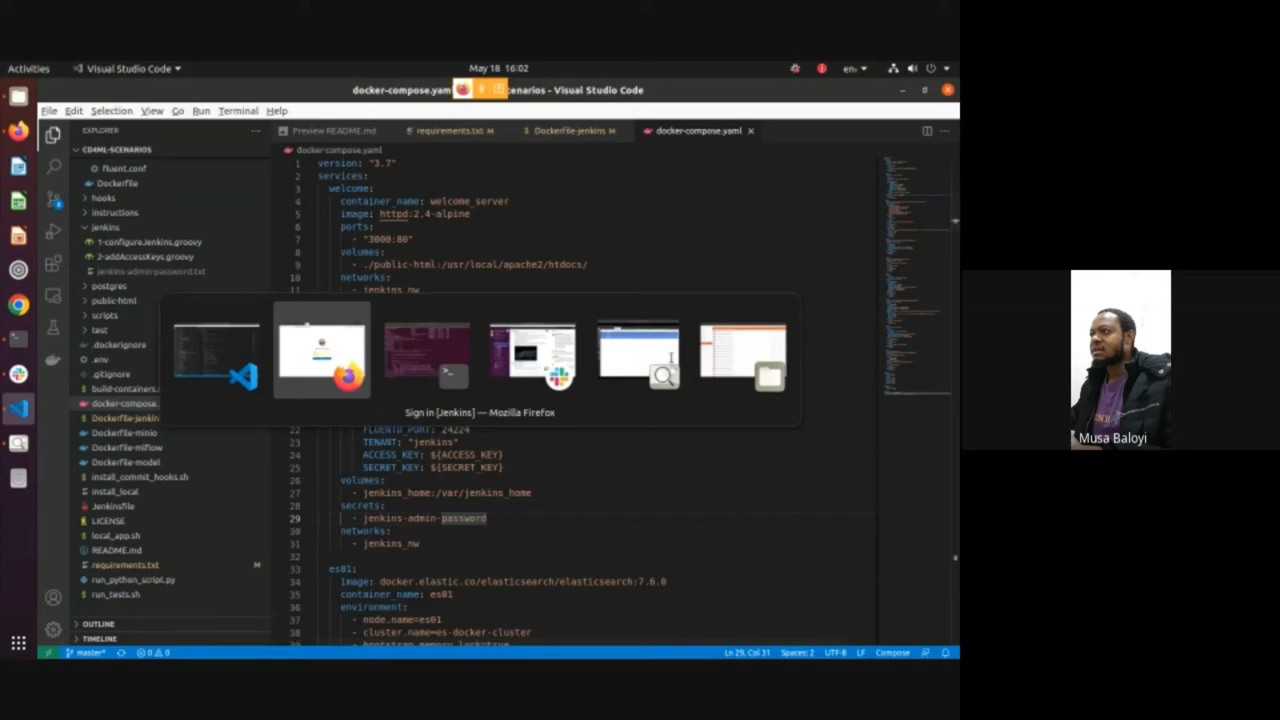 Activities
Visual Studio Code
May 18 16:02
en
docker-compose.yam
cenarios - Visual Studio Code
File Edit Selection View Go Run Terminal Help
EXPLORER
Preview README.md
requirements.txt M
Dockerfile-jenkins M
docker-compose.yaml
CD4ML-SCENARIOS
fluent.conf
Dockerfile
hooks
instructions
jenkins
1-configureJenkins.groovy
2-addAccessKeys.groovy
jenkins-admin-password.txt
postgres
public-html
scripts
test
.dockerignore
.env
.gitignore
build-containers.
docker-compose.
Dockerfile-jenkin
Dockerfile-minio
Dockerfile-mlflow
Dockerfile-model
install_commit_hooks.sh
install_local
Jenkinsfile
LICENSE
local_app.sh
README.md
requirements.txt M
run_python_script.py
run_tests.sh
OUTLINE
TIMELINE
docker-compose.yaml
1 version: "3.7"
2 services:
3 welcome:
4 container_name: welcome_server
5 image: httpd:2.4-alpine
6 ports:
7 - "3000:80"
8 volumes:
9 - ./public-html:/usr/local/apache2/htdocs/
10 networks:
11 - jenkins_nw
Sign in [Jenkins] — Mozilla Firefox
22 FLUENTD_PORT: 24224
23 TENANT: "jenkins"
24 ACCESS_KEY: ${ACCESS_KEY}
25 SECRET_KEY: ${SECRET_KEY}
26 volumes:
27 - jenkins_home:/var/jenkins_home
28 secrets:
29 - jenkins-admin-password
30 networks:
31 - jenkins_nw
32
33 es01:
34 image: docker.elastic.co/elasticsearch/elasticsearch:7.6.0
35 container_name: es01
36 environment:
37 - node.name=es01
38 - cluster.name=es-docker-cluster
- bootstrap.memory_lock=true
master* 0 0
Ln 29, Col 31 Spaces: 2 UTF-8 LF Compose
Musa Baloyi